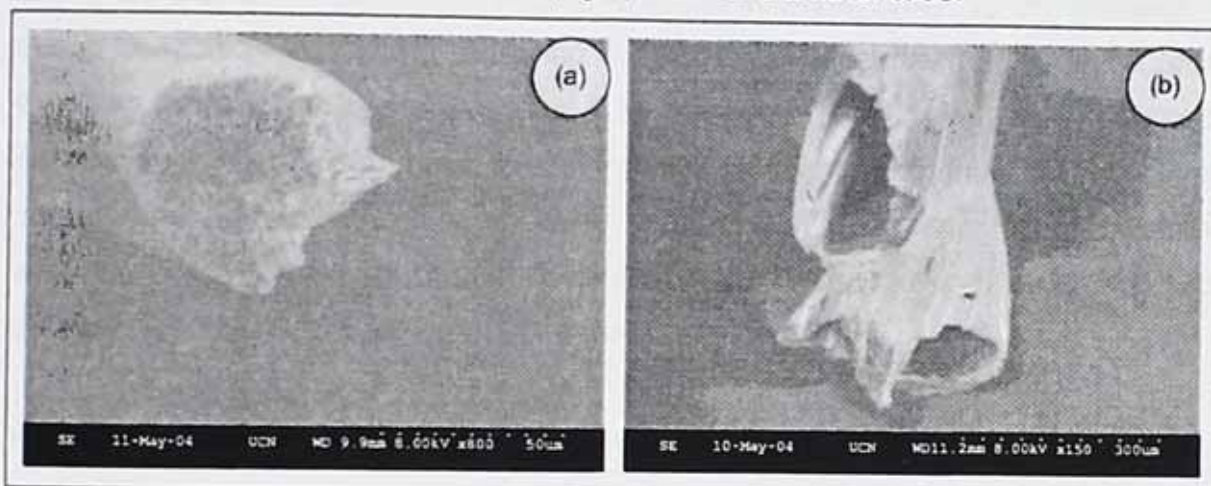 (a)
(b)
SE 11-May-04 UCN WD 9.9mm 8.00kV x600 50um
SE 10-May-04 UCN WD11.2mm 8.00kV x150 300um